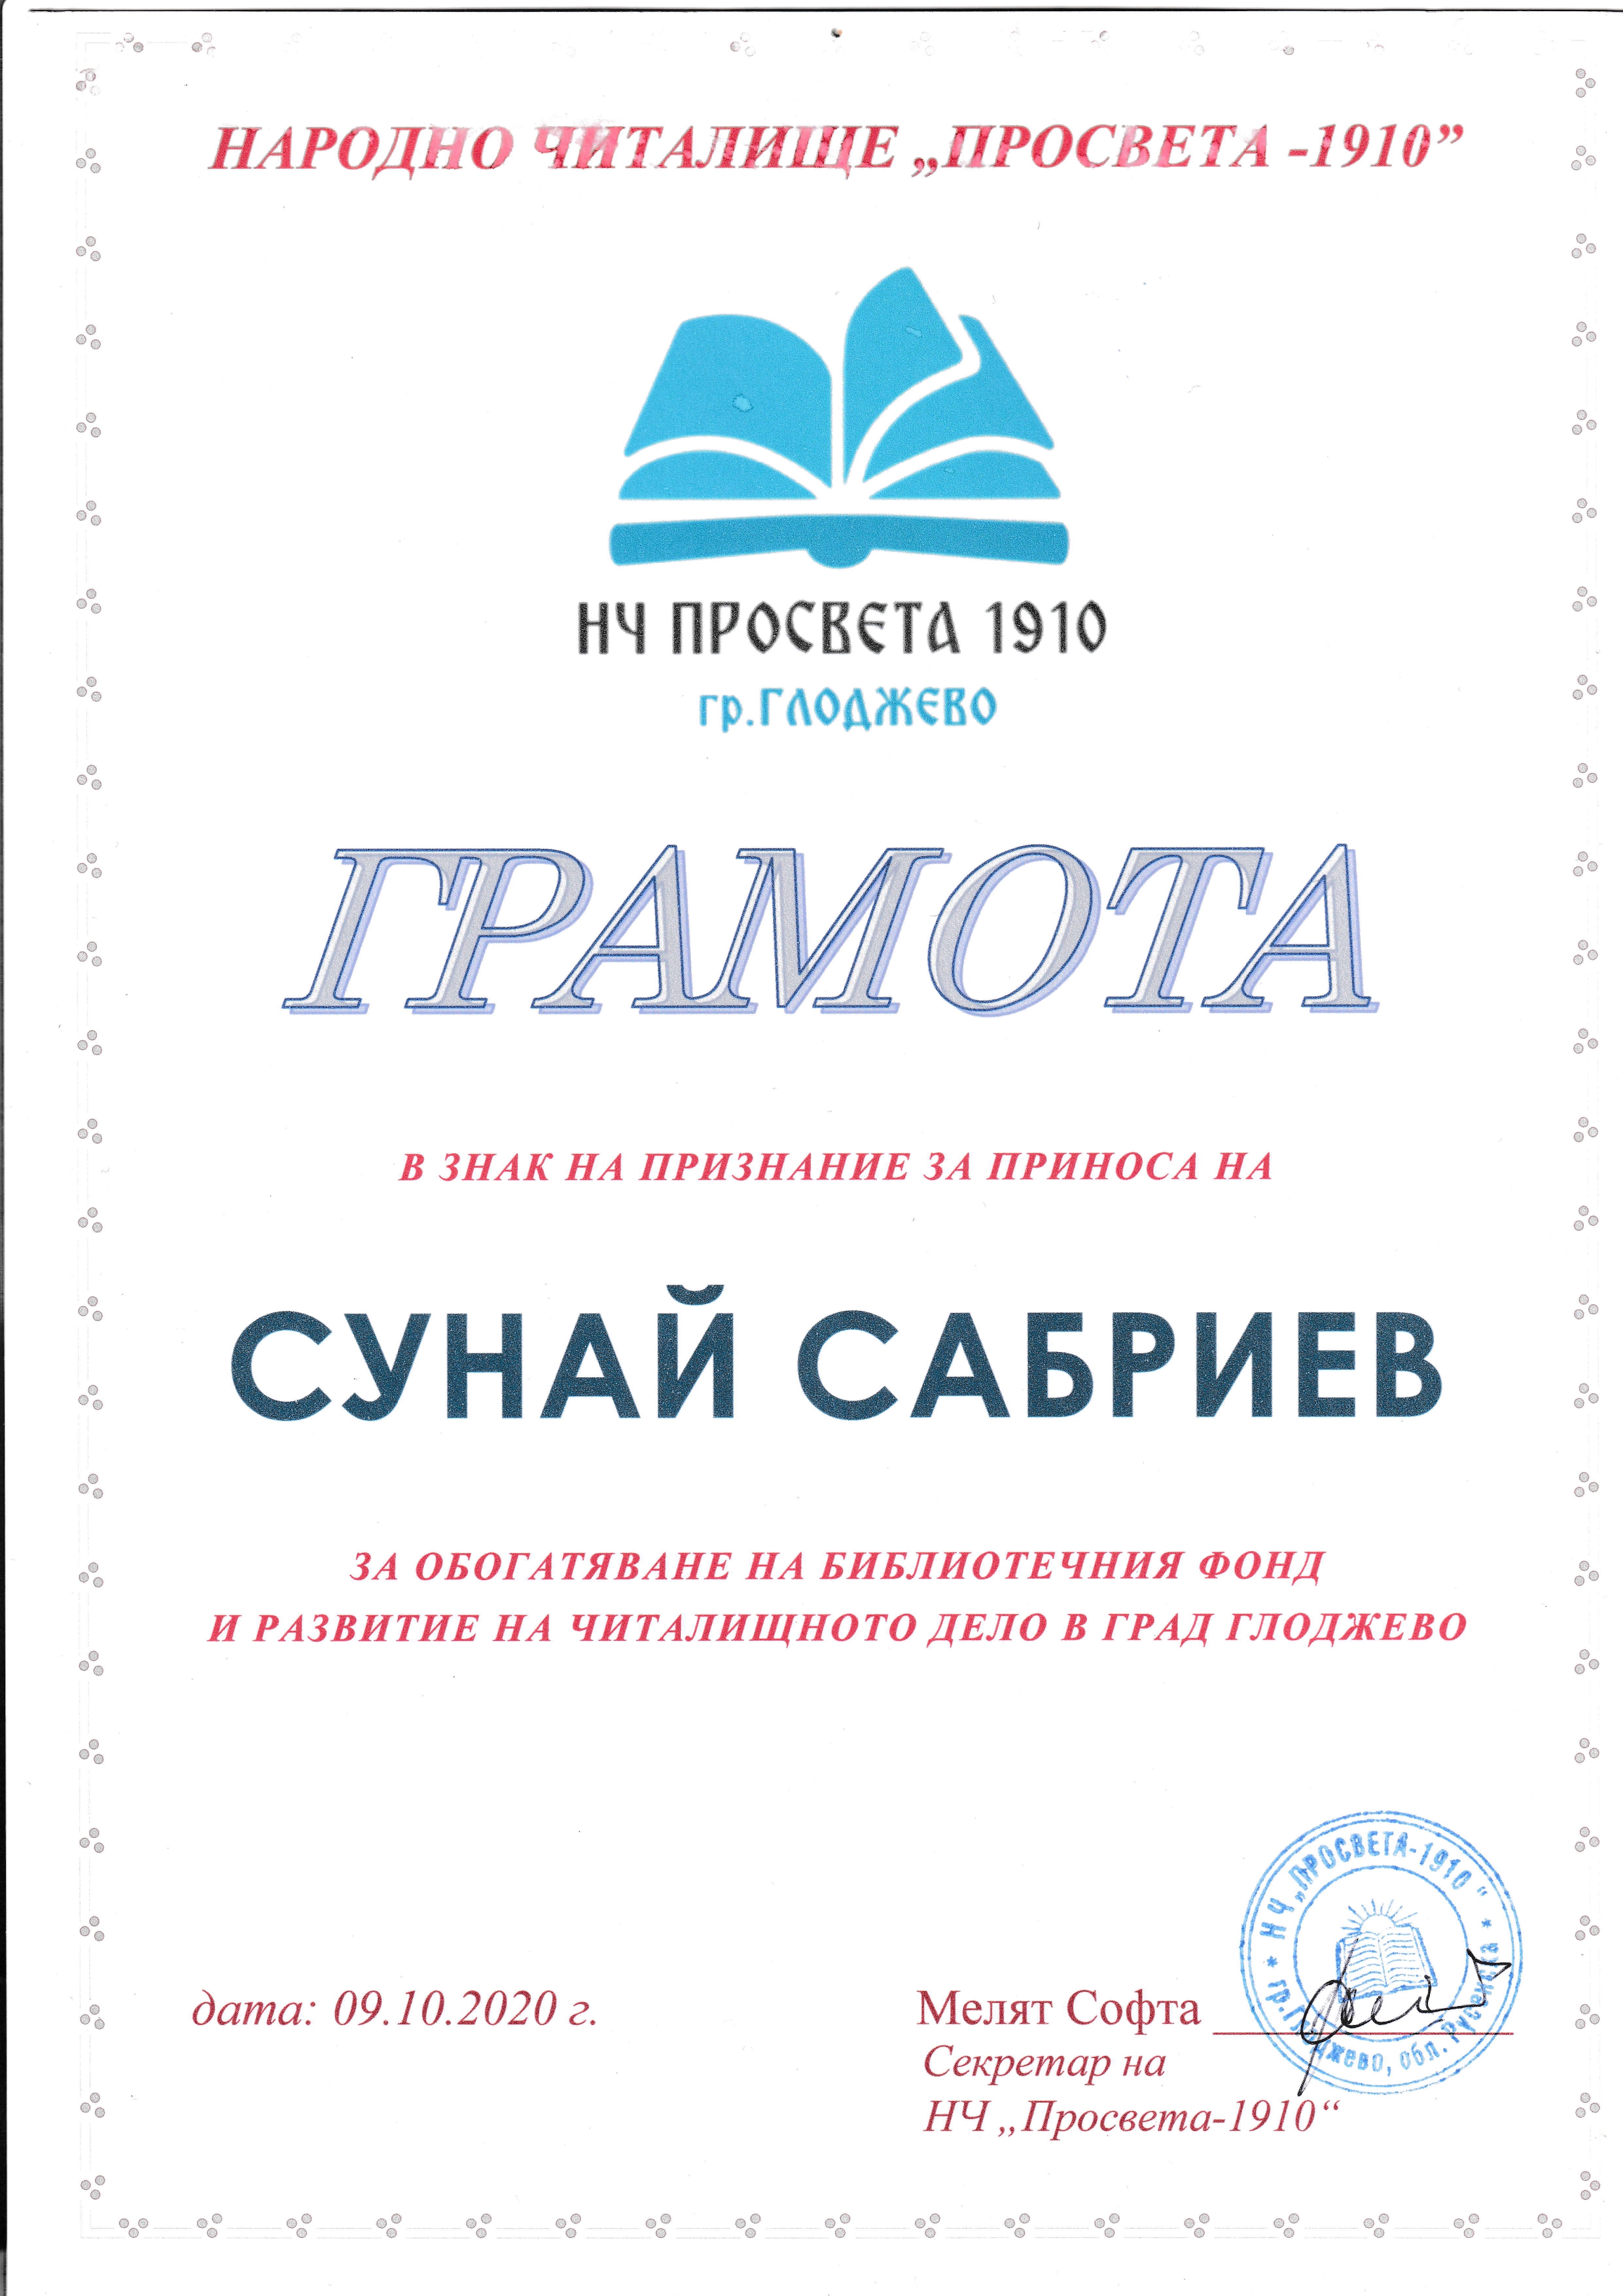 НАРОДНО ЧИТАЛИЩЕ „ПРОСВЕТА -1910”
НЧ ПРОСВЕТА 1910
гр.ГЛОДЖЕВО
ГРАМОТА
В ЗНАК НА ПРИЗНАНИЕ ЗА ПРИНОСА НА
СУНАЙ САБРИЕВ
ЗА ОБОГАТЯВАНЕ НА БИБЛИОТЕЧНИЯ ФОНД
И РАЗВИТИЕ НА ЧИТАЛИЩНОТО ДЕЛО В ГРАД ГЛОДЖЕВО
* НЧ „ПРОСВЕТА-1910“ *
гр.Глоджево, обл. Русенска
дата: 09.10.2020 г.
Мелят Софта
Секретар на
НЧ „Просвета-1910“